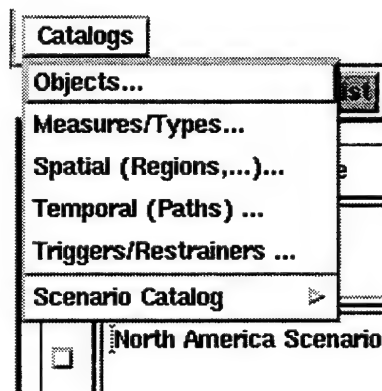 Catalogs
Objects...
Measures/Types...
Spatial (Regions,...)...
Temporal (Paths) ...
Triggers/Restrainers ...
Scenario Catalog
North America Scenario